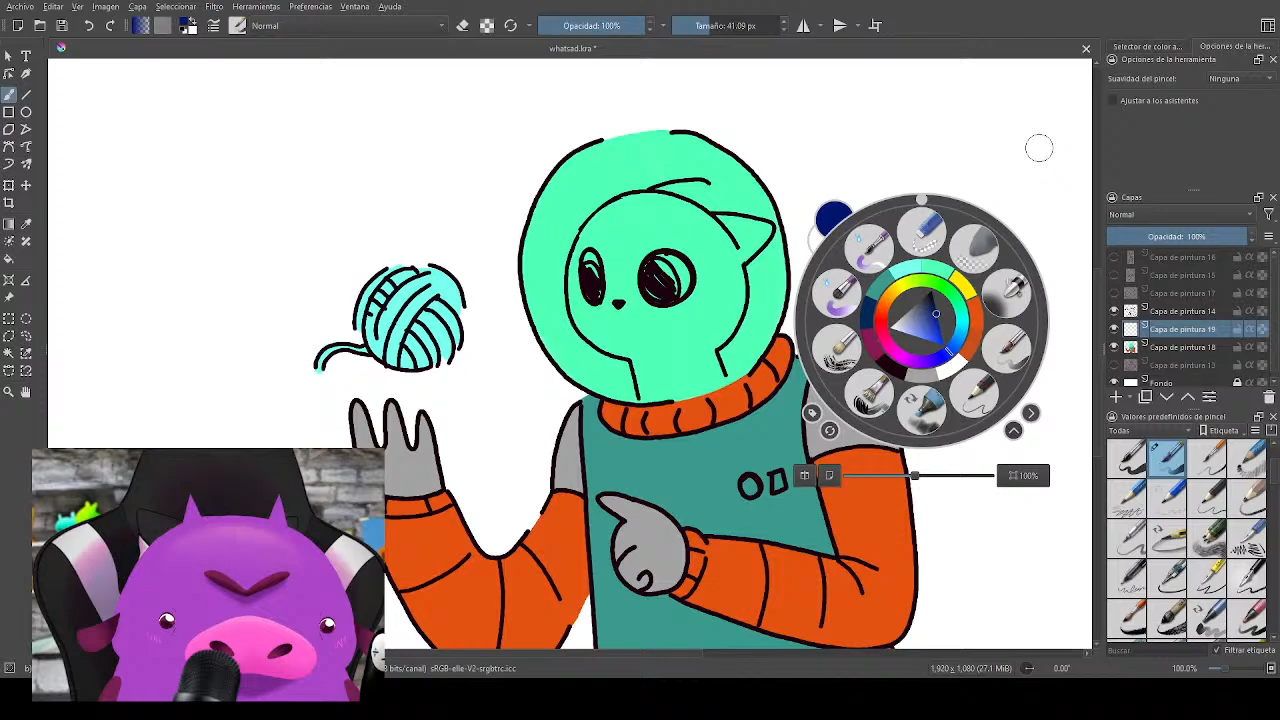 Archivo Editar Ver Imagen Capa Seleccionar Filtro Herramientas Preferencias Ventana Ayuda
Normal
Opacidad: 100%
Tamaño: 41.09 px
whatsad.kra *
Selector de color a...
Opciones de la her...
Opciones de la herramienta
Suavidad del pincel:
Ninguna
Ajustar a los asistentes
Capas
Normal
Opacidad: 100%
Capa de pintura 16
Capa de pintura 15
Capa de pintura 17
Capa de pintura 14
Capa de pintura 19
Capa de pintura 18
Capa de pintura 13
Fondo
Valores predefinidos de pincel
Todas
Etiqueta
100%
Buscar
Filtrar etiqueta
bits/canal) sRGB-elle-V2-srgbtrc.icc
1,920 x 1,080 (27.1 MiB)
0.00°
100.0%